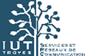 IUT
TROYES
SERVICES ET
RÉSEAUX DE
COMMUNICATION